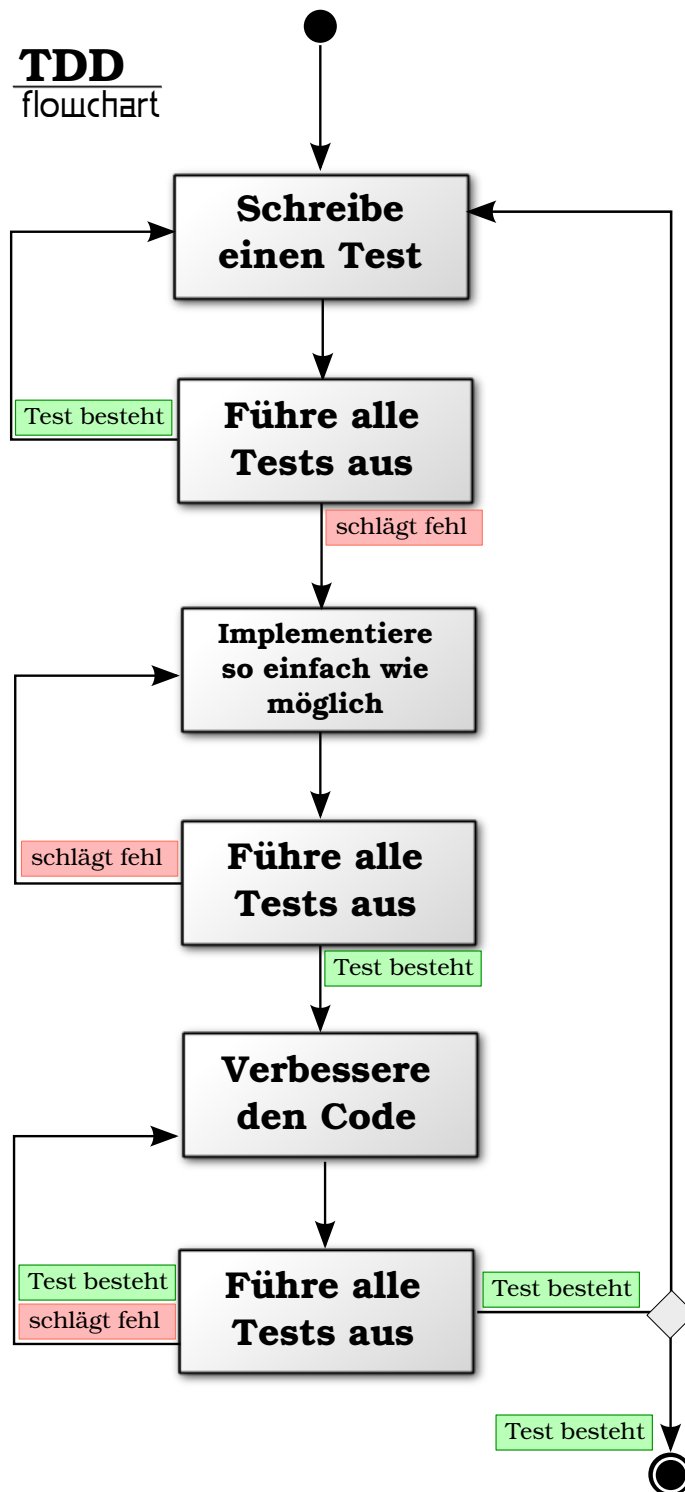 TDD
flowchart
Schreibe
einen Test
Test besteht
Führe alle
Tests aus
schlägt fehl
Implementiere
so einfach wie
möglich
schlägt fehl
Führe alle
Tests aus
Test besteht
Verbessere
den Code
Test besteht
schlägt fehl
Führe alle
Tests aus
Test besteht
Test besteht